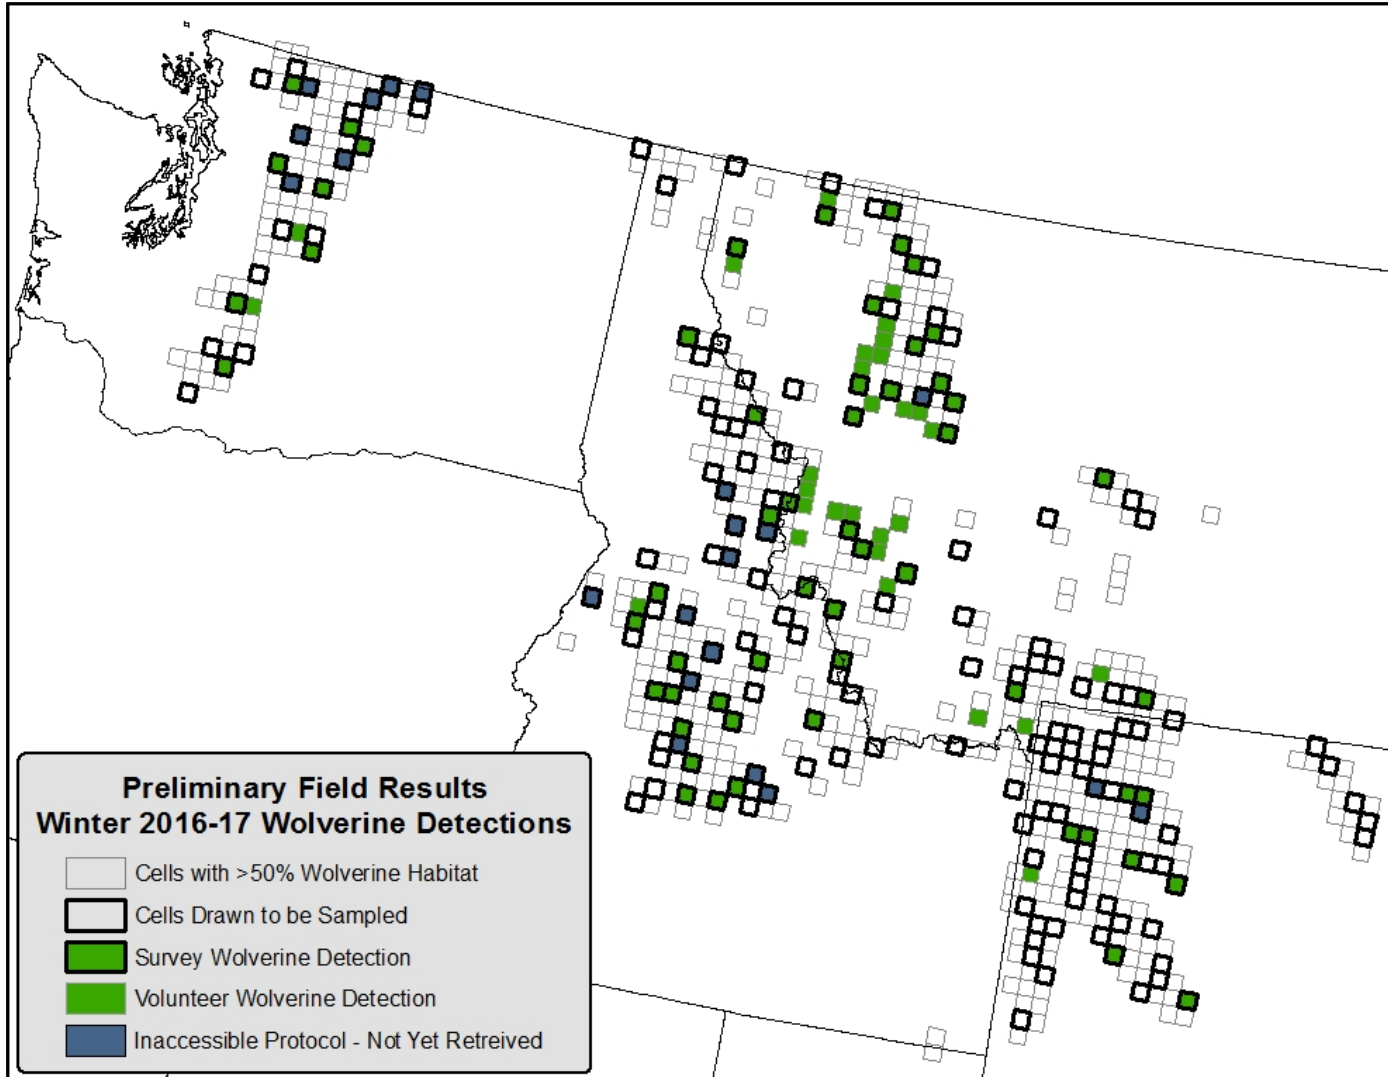 Preliminary Field Results
Winter 2016-17 Wolverine Detections
Cells with >50% Wolverine Habitat
Cells Drawn to be Sampled
Survey Wolverine Detection
Volunteer Wolverine Detection
Inaccessible Protocol - Not Yet Retreived